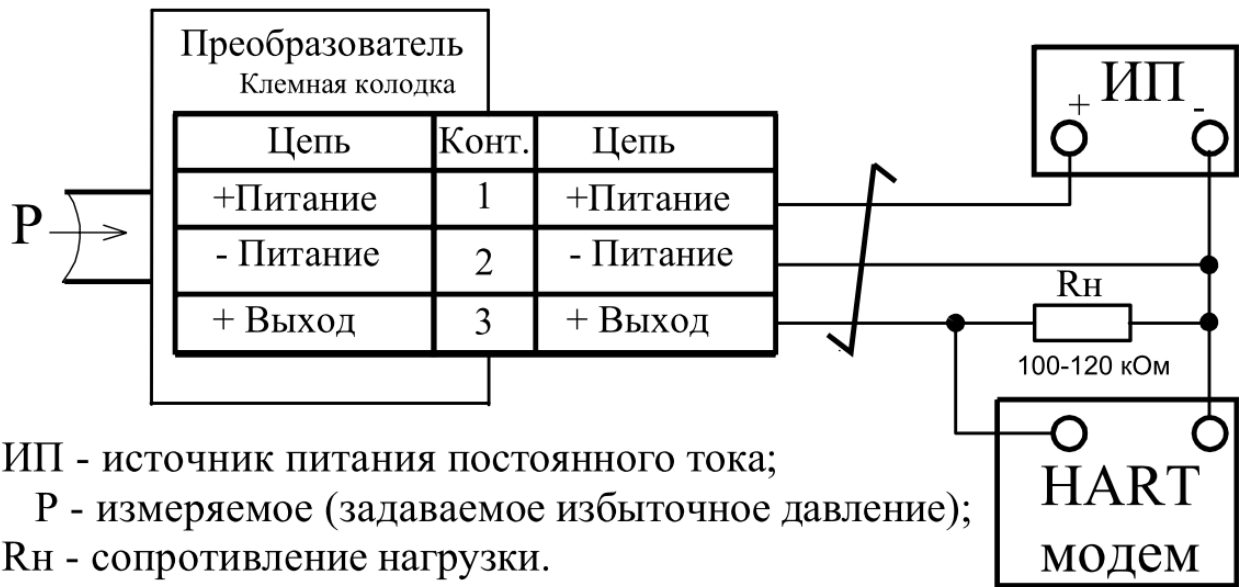 Преобразователь
Клемная колодка
Цепь Конт. Цепь
+Питание 1 +Питание
- Питание 2 - Питание
+ Выход 3 + Выход
P
+ ИП -
Rн
100-120 кОм
HART
модем
ИП - источник питания постоянного тока;
P - измеряемое (задаваемое избыточное давление);
Rн - сопротивление нагрузки.